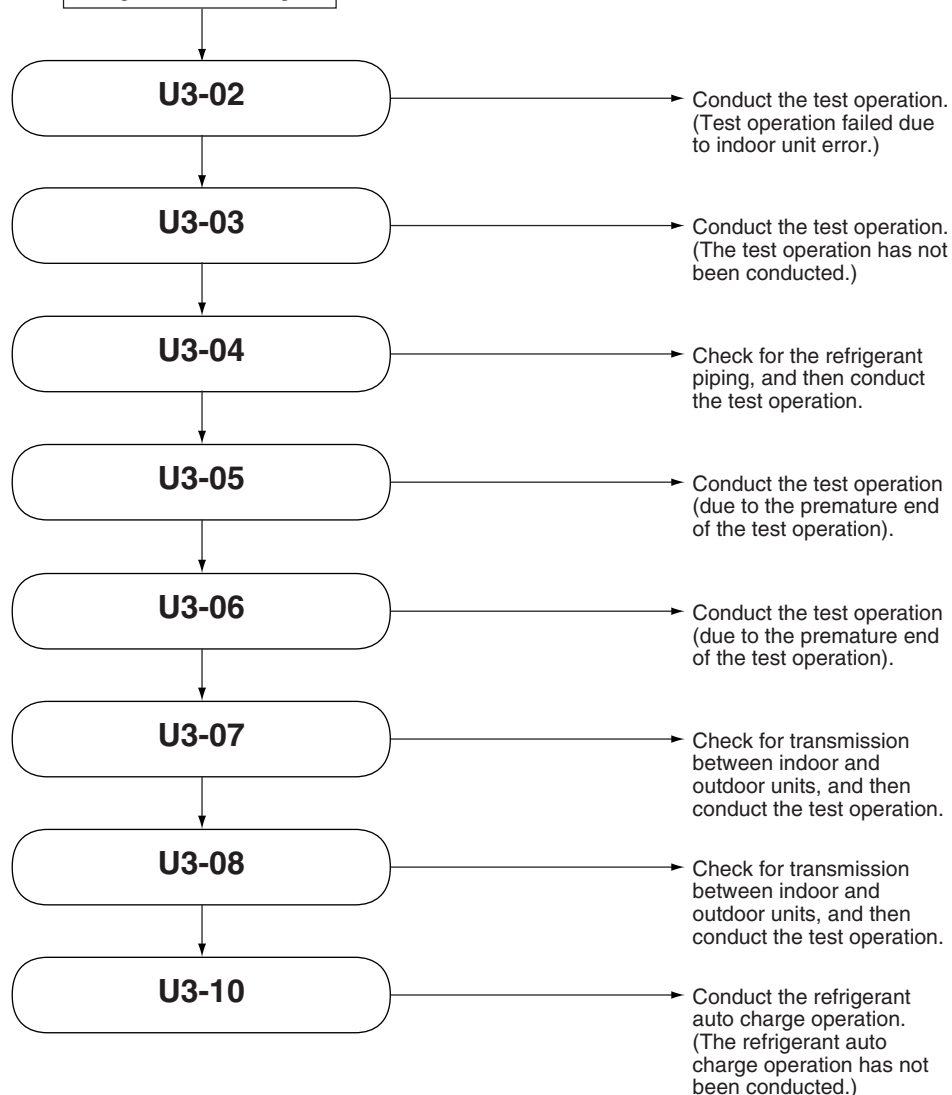 U3-02
Conduct the test operation.
(Test operation failed due
to indoor unit error.)
U3-03
Conduct the test operation.
(The test operation has not
been conducted.)
U3-04
Check for the refrigerant
piping, and then conduct
the test operation.
U3-05
Conduct the test operation
(due to the premature end
of the test operation).
U3-06
Conduct the test operation
(due to the premature end
of the test operation).
U3-07
Check for transmission
between indoor and
outdoor units, and then
conduct the test operation.
U3-08
Check for transmission
between indoor and
outdoor units, and then
conduct the test operation.
U3-10
Conduct the refrigerant
auto charge operation.
(The refrigerant auto
charge operation has not
been conducted.)